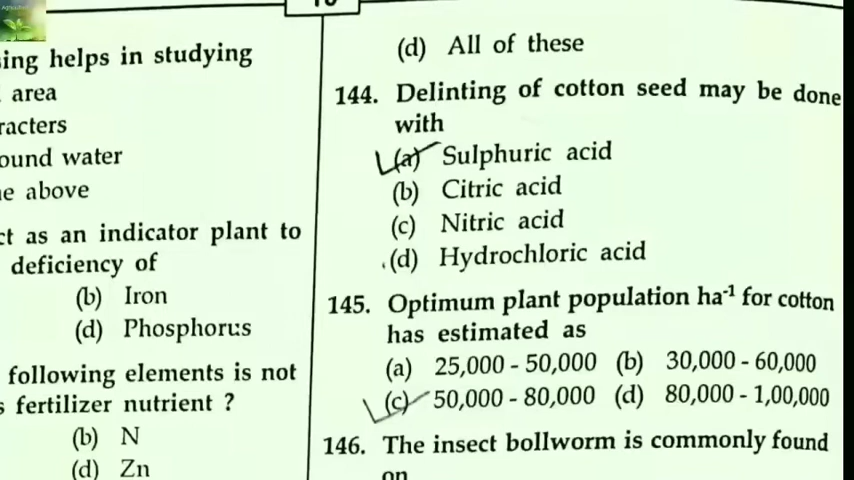 helps in studying
area
ound water
e above
ct as an indicator plant to
deficiency of
(b) Iron
(d) Phosphorus
following elements is not
s fertilizer nutrient ?
(b) N
(d) Zn
(d) All of these
144. Delinting of cotton seed may be done
with
(a) Sulphuric acid
(b) Citric acid
(c) Nitric acid
(d) Hydrochloric acid
145. Optimum plant population ha⁻¹ for cotton
has estimated as
(a) 25,000 - 50,000 (b) 30,000 - 60,000
(c) 50,000 - 80,000 (d) 80,000 - 1,00,000
146. The insect bollworm is commonly found
on